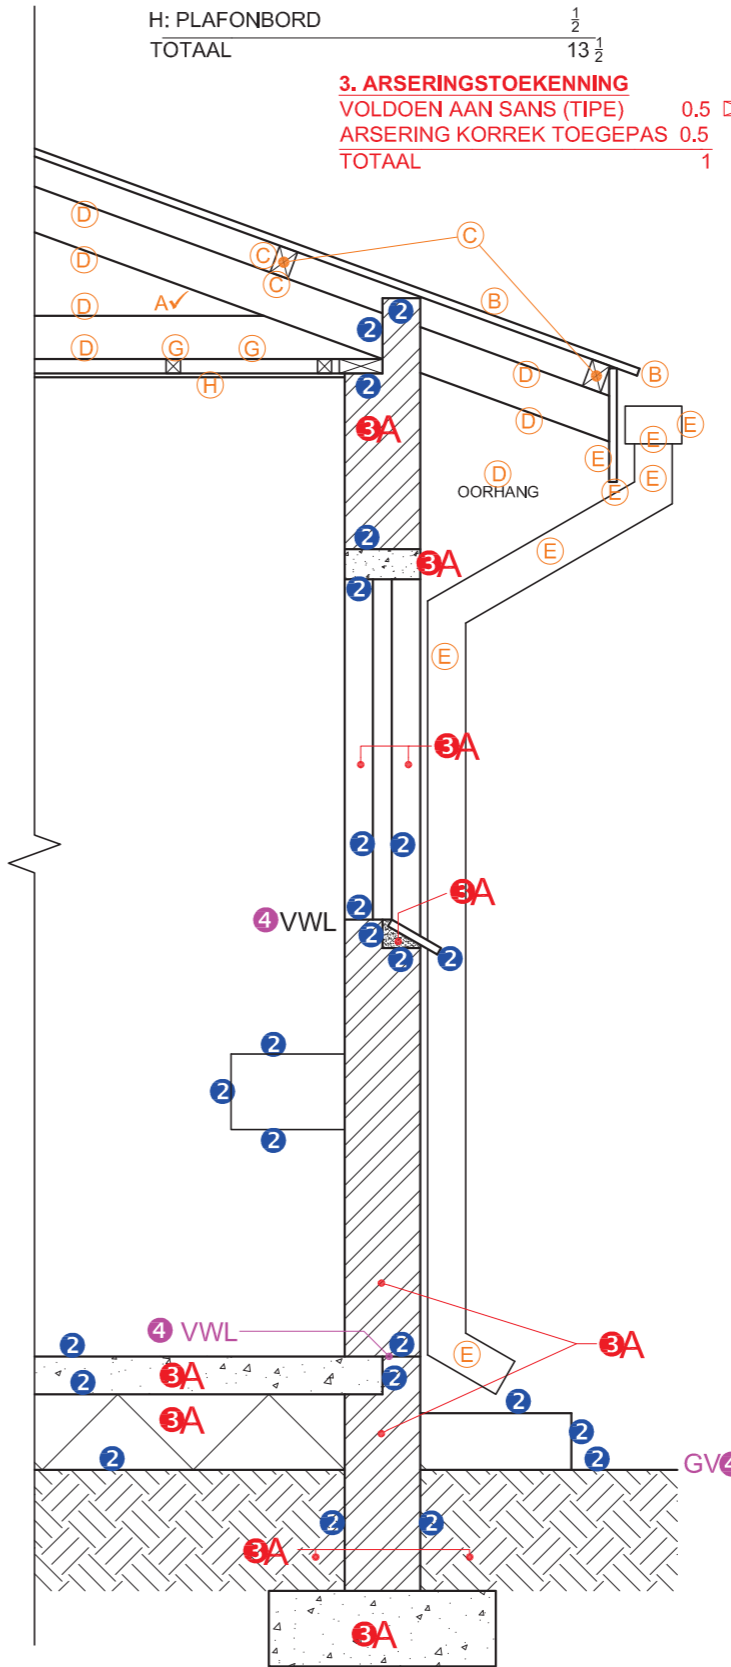 H: PLAFONBORD ½
TOTAAL 13 ½
3. ARSERINGSTOEKENNING
VOLDOEN AAN SANS (TIPE) 0.5
ARSERING KORREK TOEGEPAS 0.5
TOTAAL 1
D
C
C
B
D
C
A✓
2
2
D
D
G
G
H
2
D
C
B
3A
D
E
E
E
D
E
E
E
OORHANG
2
3A
2
E
E
3A
2
2
3A
2
4 VWL
2
2
2
2
2
2
3A
4 VWL
2
2
2
3A
2
E
3A
2
2
2
2
GV4
2
2
3A
3A